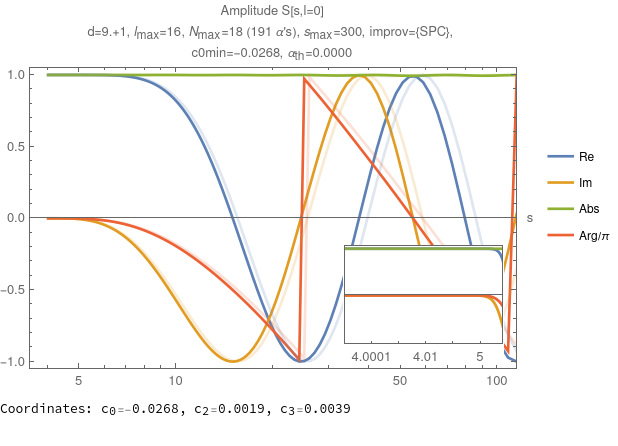 Amplitude S[s,l=0]
d=9.+1, lmax=16, Nmax=18 (191 α's), smax=300, improv={SPC},
c0min=-0.0268, αth=0.0000
1.0
0.5
0.0
-0.5
-1.0
s
4.0001 4.01 5
5 10 50 100
Re
Im
Abs
Arg/π
Coordinates: c0=-0.0268, c2=0.0019, c3=0.0039